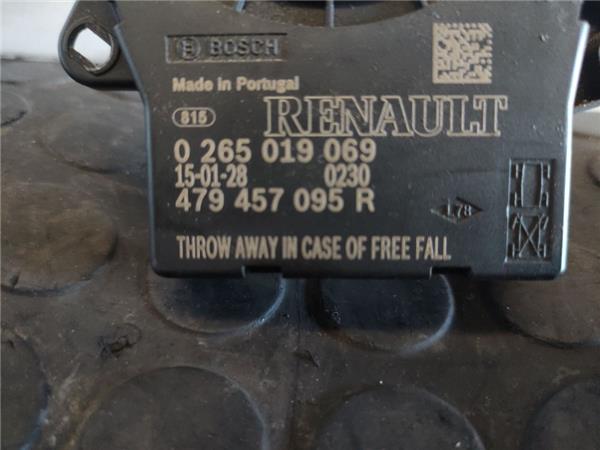 BOSCH
Made in Portugal
815
RENAULT
0 265 019 069
15-01-28 0230
479 457 095 R
L78
THROW AWAY IN CASE OF FREE FALL